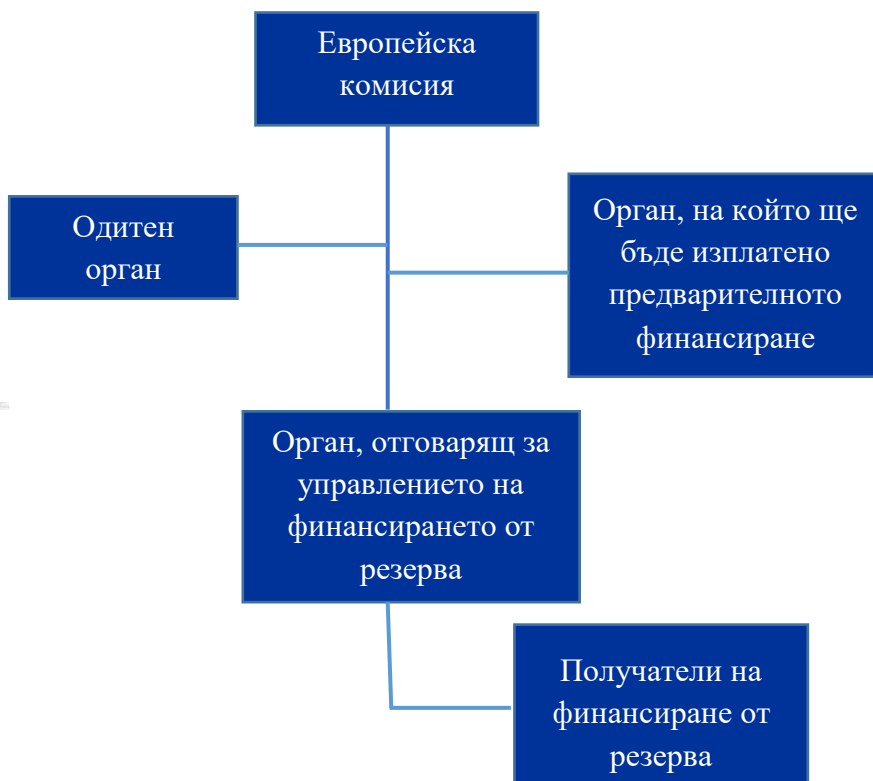 Европейска
комисия
Одитен
орган
Орган, на който ще
бъде изплатено
предварителното
финансиране
Орган, отговарящ за
управлението на
финансирането от
резерва
Получатели на
финансиране от
резерва